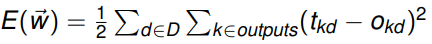 E(w⃗) = ½ ∑_{d∈D} ∑_{k∈outputs} (t_{kd} − o_{kd})²